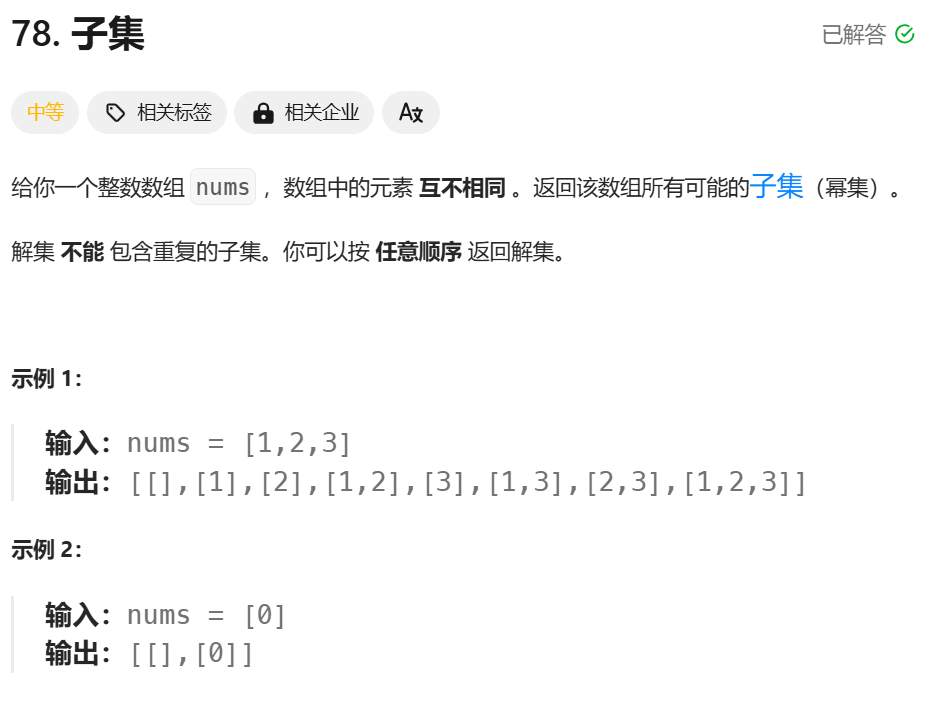 78. 子集
已解答
中等
相关标签
相关企业
给你一个整数数组 nums ，数组中的元素 互不相同 。返回该数组所有可能的子集（幂集）。
解集 不能 包含重复的子集。你可以按 任意顺序 返回解集。
示例 1：
输入：nums = [1,2,3]
输出：[[],[1],[2],[1,2],[3],[1,3],[2,3],[1,2,3]]
示例 2：
输入：nums = [0]
输出：[[],[0]]